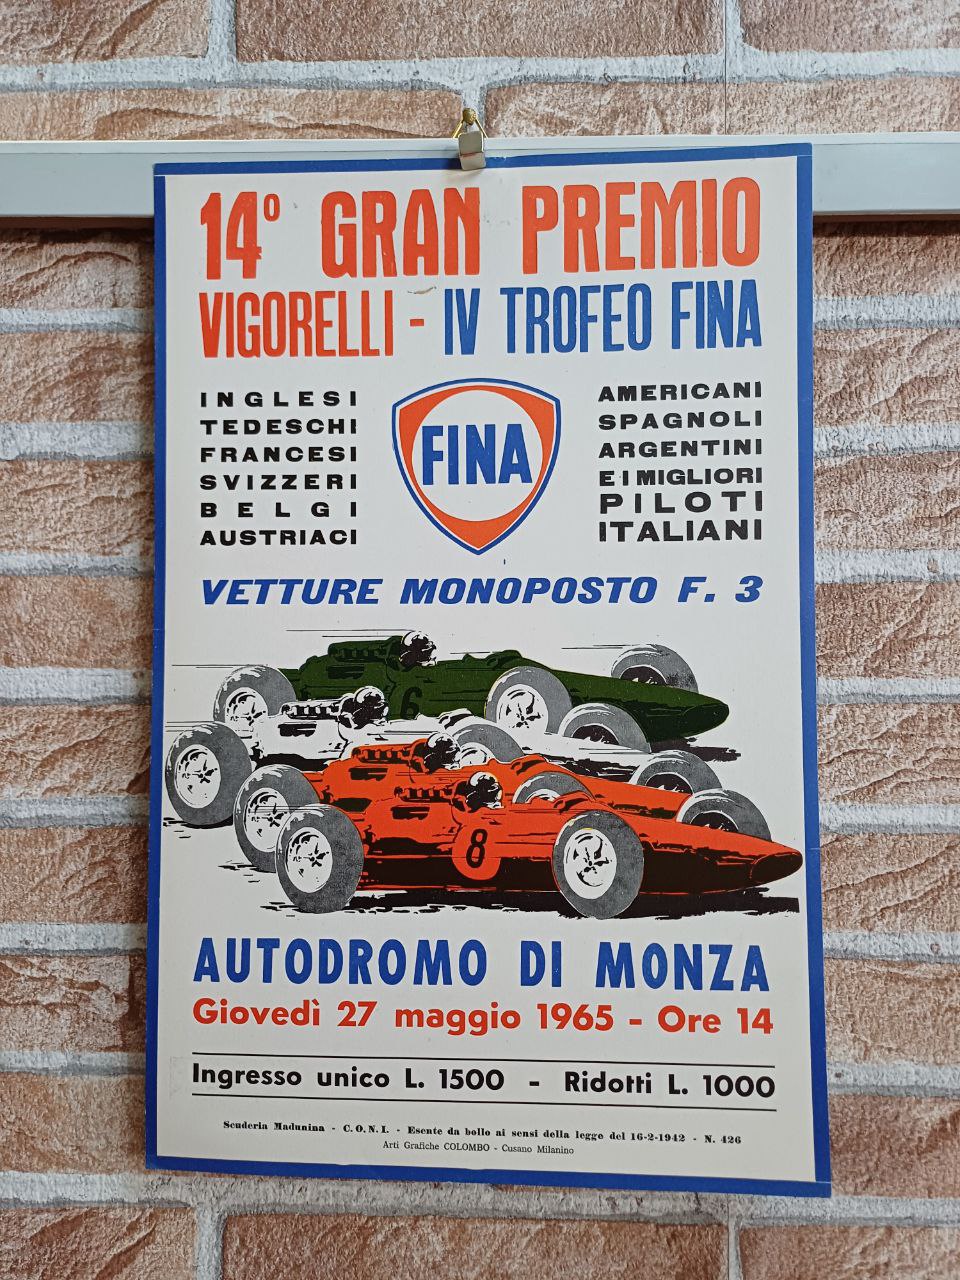 14º GRAN PREMIO
VIGORELLI - IV TROFEO FINA
INGLESI
TEDESCHI
FRANCESI
SVIZZERI
BELGI
AUSTRIACI
FINA
AMERICANI
SPAGNOLI
ARGENTINI
E I MIGLIORI
PILOTI
ITALIANI
VETTURE MONOPOSTO F. 3
6
8
AUTODROMO DI MONZA
Giovedì 27 maggio 1965 - Ore 14
Ingresso unico L. 1500 - Ridotti L. 1000
Scuderia Madunina - C.O.N.I. - Esente da bollo ai sensi della legge del 16-2-1942 - N. 426
Arti Grafiche COLOMBO - Cusano Milanino